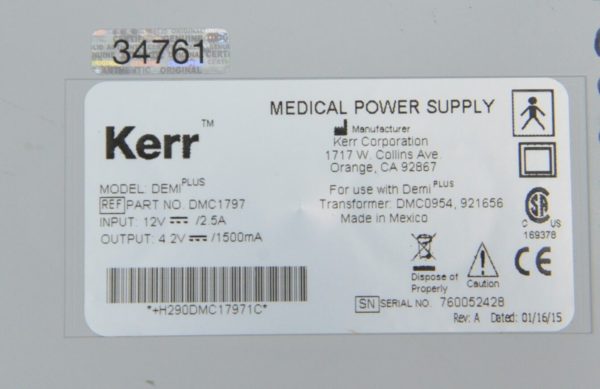 34761
AUTHENTIC ORIGINAL
Kerr™
MEDICAL POWER SUPPLY
Manufacturer
Kerr Corporation
1717 W. Collins Ave.
Orange, CA 92867
MODEL: DEMI PLUS
REF PART NO. DMC1797
INPUT: 12V /2.5A
OUTPUT: 4.2V /1500mA
For use with Demi PLUS
Transformer: DMC0954, 921656
Made in Mexico
SA
C US
169378
Dispose of
Properly
Caution
CE
*+H290DMC17971C*
SN SERIAL NO. 760052428
Rev: A Dated: 01/16/15